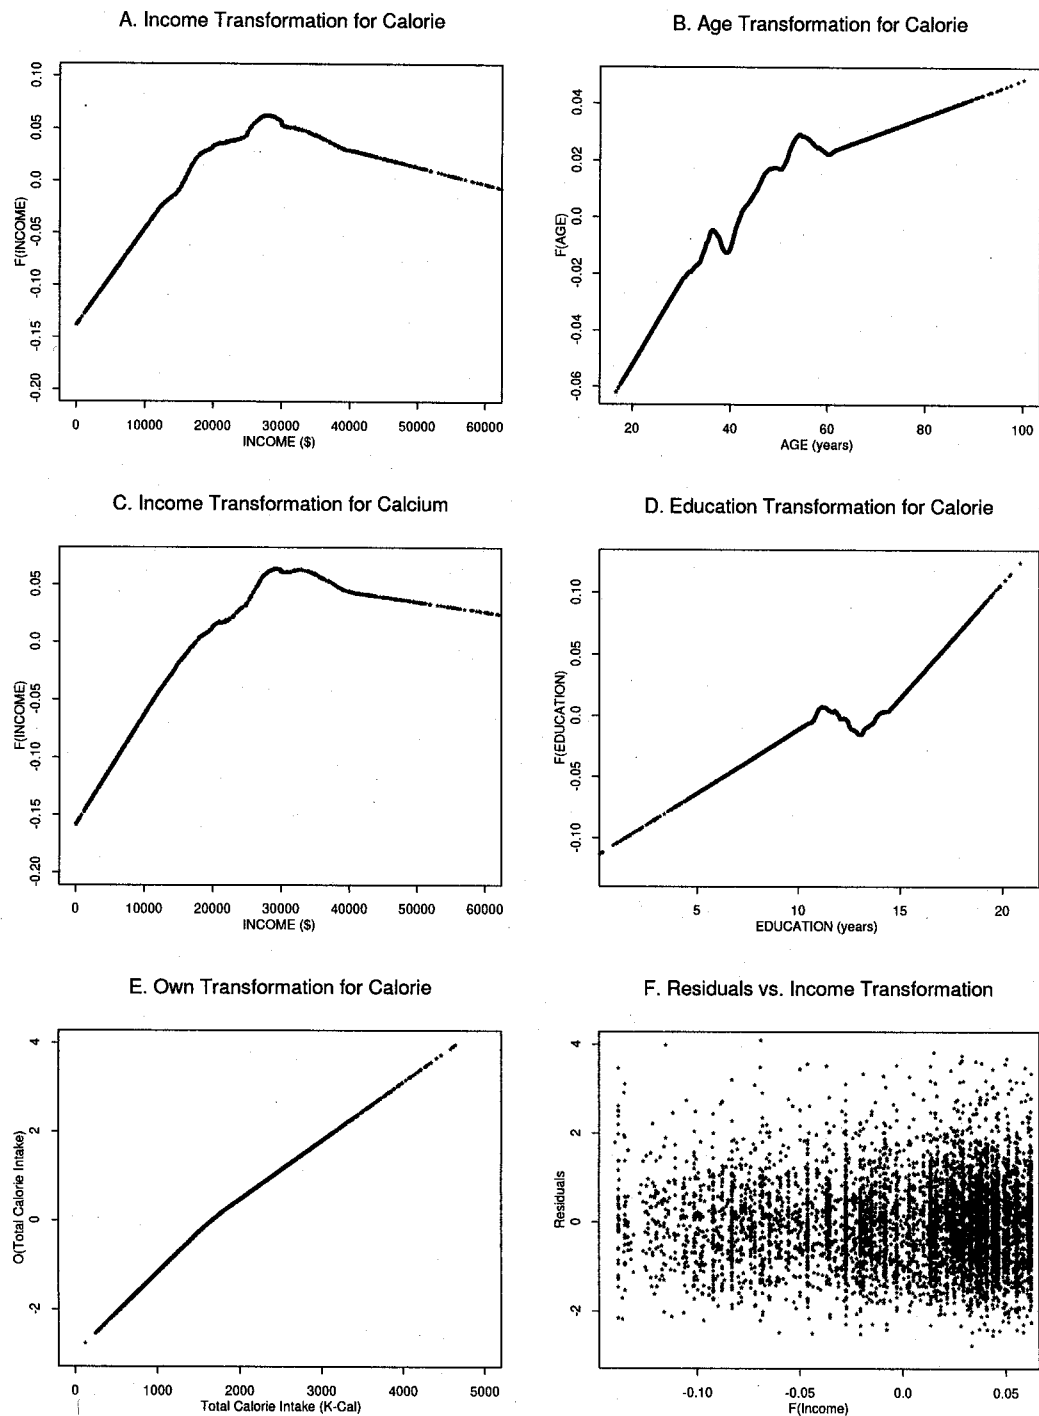 A. Income Transformation for Calorie
F(INCOME)
0.10
0.05
0.0
-0.05
-0.10
-0.15
-0.20
0 10000 20000 30000 40000 50000 60000
INCOME ($)
B. Age Transformation for Calorie
F(AGE)
0.04
0.02
0.0
-0.02
-0.04
-0.06
20 40 60 80 100
AGE (years)
C. Income Transformation for Calcium
F(INCOME)
0.05
0.0
-0.05
-0.10
-0.15
-0.20
0 10000 20000 30000 40000 50000 60000
INCOME ($)
D. Education Transformation for Calorie
F(EDUCATION)
0.10
0.05
0.0
-0.05
-0.10
5 10 15 20
EDUCATION (years)
E. Own Transformation for Calorie
O(Total Calorie Intake)
4
2
0
-2
0 1000 2000 3000 4000 5000
Total Calorie Intake (K-Cal)
F. Residuals vs. Income Transformation
Residuals
4
2
0
-2
-0.10 -0.05 0.0 0.05
F(Income)